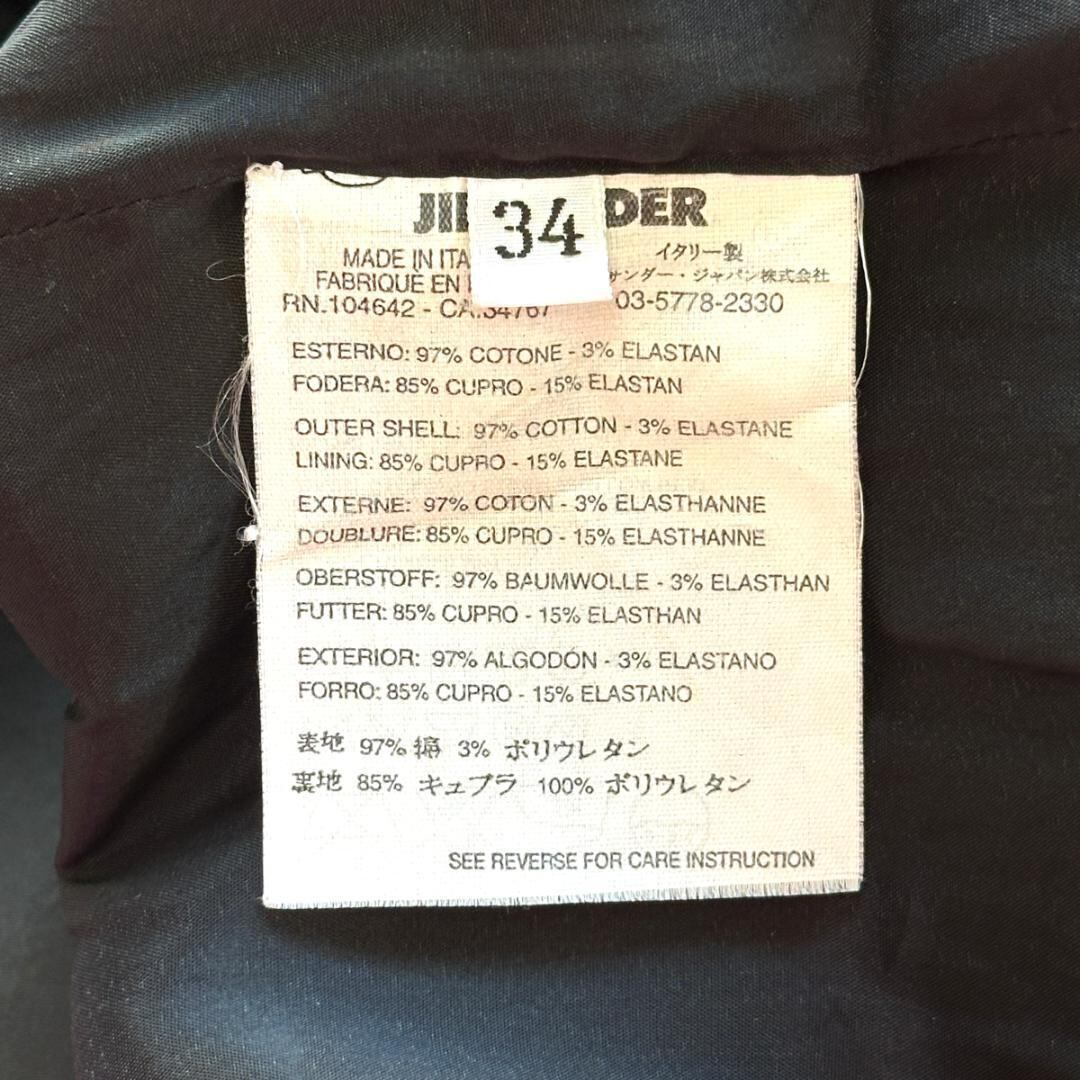 JIL DER
34
MADE IN ITA
イタリー製
FABRIQUÉ EN
サンダー・ジャパン株式会社
RN.104642 - CA.34767
03-5778-2330
ESTERNO: 97% COTONE - 3% ELASTAN
FODERA: 85% CUPRO - 15% ELASTAN
OUTER SHELL: 97% COTTON - 3% ELASTANE
LINING: 85% CUPRO - 15% ELASTANE
EXTERNE: 97% COTON - 3% ELASTHANNE
DOUBLURE: 85% CUPRO - 15% ELASTHANNE
OBERSTOFF: 97% BAUMWOLLE - 3% ELASTHAN
FUTTER: 85% CUPRO - 15% ELASTHAN
EXTERIOR: 97% ALGODÓN - 3% ELASTANO
FORRO: 85% CUPRO - 15% ELASTANO
表地 97% 綿 3% ポリウレタン
裏地 85% キュプラ 100% ポリウレタン
SEE REVERSE FOR CARE INSTRUCTION